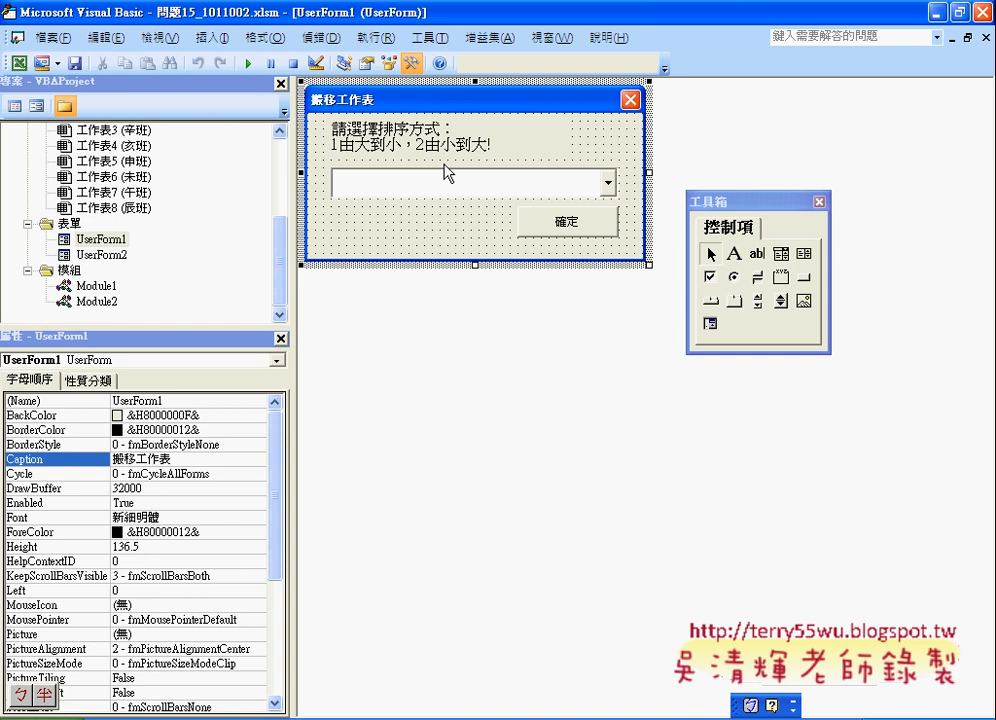 Microsoft Visual Basic - 問題15_1011002.xlsm - [UserForm1 (UserForm)]
檔案(F) 編輯(E) 檢視(V) 插入(I) 格式(O) 偵錯(D) 執行(R) 工具(T) 增益集(A) 視窗(W) 說明(H) 鍵入需要解答的問題
專案 - VBAProject
工作表3 (辛班)
工作表4 (亥班)
工作表5 (申班)
工作表6 (未班)
工作表7 (午班)
工作表8 (辰班)
表單
UserForm1
UserForm2
模組
Module1
Module2
搬移工作表
請選擇排序方式：
1由大到小，2由小到大!
確定
工具箱
控制項
屬性 - UserForm1
UserForm1 UserForm
字母順序 性質分類
(Name) UserForm1
BackColor &H8000000F&
BorderColor &H80000012&
BorderStyle 0 - fmBorderStyleNone
Caption 搬移工作表
Cycle 0 - fmCycleAllForms
DrawBuffer 32000
Enabled True
Font 新細明體
ForeColor &H80000012&
Height 136.5
HelpContextID 0
KeepScrollBarsVisible 3 - fmScrollBarsBoth
Left 0
MouseIcon (無)
MousePointer 0 - fmMousePointerDefault
Picture (無)
PictureAlignment 2 - fmPictureAlignmentCenter
PictureSizeMode 0 - fmPictureSizeModeClip
PictureTiling False
False
0 - fmScrollBarsNone
ㄅ 半
http://terry55wu.blogspot.tw
吳清輝老師錄製